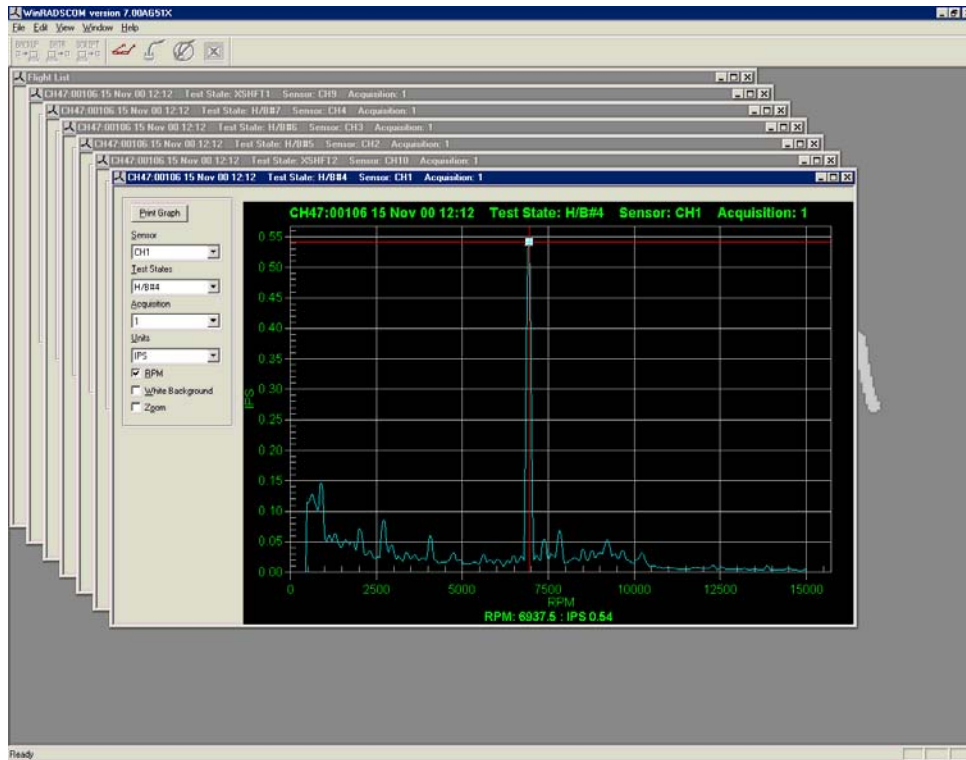 WinRADSCOM version 7.00AG51X
File Edit View Window Help
BACKUP DATA SCRIPT
Flight List
CH47:00106 15 Nov 00 12:12 Test State: XSHFT1 Sensor: CH9 Acquisition: 1
CH47:00106 15 Nov 00 12:12 Test State: H/B#7 Sensor: CH4 Acquisition: 1
CH47:00106 15 Nov 00 12:12 Test State: H/B#6 Sensor: CH3 Acquisition: 1
CH47:00106 15 Nov 00 12:12 Test State: H/B#5 Sensor: CH2 Acquisition: 1
CH47:00106 15 Nov 00 12:12 Test State: XSHFT2 Sensor: CH10 Acquisition: 1
CH47:00106 15 Nov 00 12:12 Test State: H/B#4 Sensor: CH1 Acquisition: 1
Print Graph
Sensor
CH1
Test States
H/B#4
Acquisition
1
Units
IPS
RPM
White Background
Zoom
CH47:00106 15 Nov 00 12:12 Test State: H/B#4 Sensor: CH1 Acquisition: 1
0.55
0.50
0.45
0.40
0.35
0.30
0.25
0.20
0.15
0.10
0.05
0.00
IPS
0 2500 5000 7500 10000 12500 15000
RPM
RPM: 6937.5 : IPS 0.54
Ready